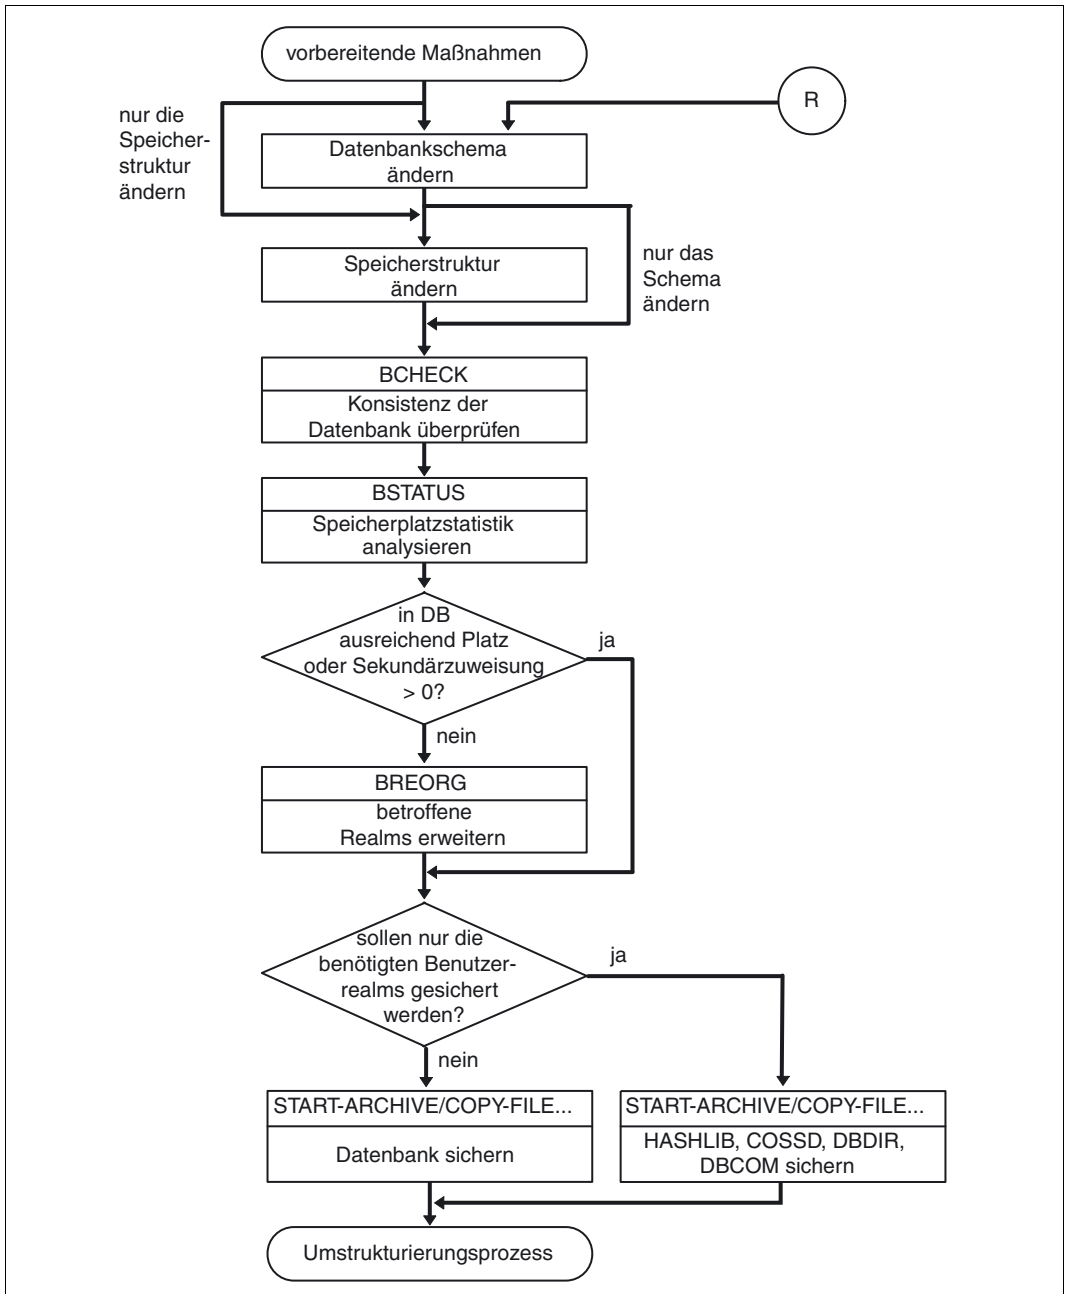 vorbereitende Maßnahmen
R
nur die
Speicher-
struktur
ändern
Datenbankschema
ändern
nur das
Schema
ändern
Speicherstruktur
ändern
BCHECK
Konsistenz der
Datenbank überprüfen
BSTATUS
Speicherplatzstatistik
analysieren
in DB
ausreichend Platz
oder Sekundärzuweisung
> 0?
ja
nein
BREORG
betroffene
Realms erweitern
sollen nur die
benötigten Benutzer-
realms gesichert
werden?
ja
nein
START-ARCHIVE/COPY-FILE...
Datenbank sichern
START-ARCHIVE/COPY-FILE...
HASHLIB, COSSD, DBDIR,
DBCOM sichern
Umstrukturierungsprozess